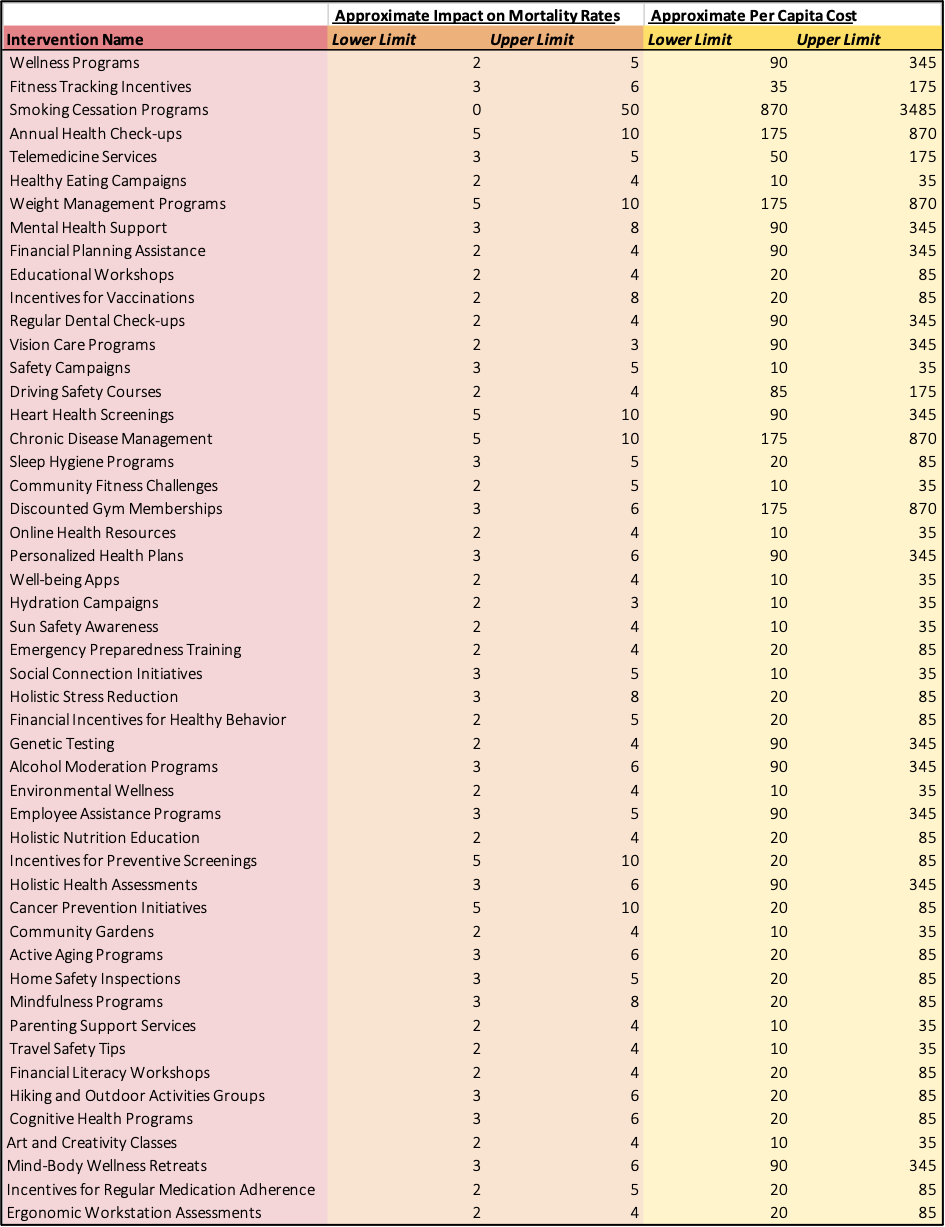 Approximate Impact on Mortality Rates Approximate Per Capita Cost
Intervention Name Lower Limit Upper Limit Lower Limit Upper Limit
Wellness Programs 2 5 90 345
Fitness Tracking Incentives 3 6 35 175
Smoking Cessation Programs 0 50 870 3485
Annual Health Check-ups 5 10 175 870
Telemedicine Services 3 5 50 175
Healthy Eating Campaigns 2 4 10 35
Weight Management Programs 5 10 175 870
Mental Health Support 3 8 90 345
Financial Planning Assistance 2 4 90 345
Educational Workshops 2 4 20 85
Incentives for Vaccinations 2 8 20 85
Regular Dental Check-ups 2 4 90 345
Vision Care Programs 2 3 90 345
Safety Campaigns 3 5 10 35
Driving Safety Courses 2 4 85 175
Heart Health Screenings 5 10 90 345
Chronic Disease Management 5 10 175 870
Sleep Hygiene Programs 3 5 20 85
Community Fitness Challenges 2 5 10 35
Discounted Gym Memberships 3 6 175 870
Online Health Resources 2 4 10 35
Personalized Health Plans 3 6 90 345
Well-being Apps 2 4 10 35
Hydration Campaigns 2 3 10 35
Sun Safety Awareness 2 4 10 35
Emergency Preparedness Training 2 4 20 85
Social Connection Initiatives 3 5 10 35
Holistic Stress Reduction 3 8 20 85
Financial Incentives for Healthy Behavior 2 5 20 85
Genetic Testing 2 4 90 345
Alcohol Moderation Programs 3 6 90 345
Environmental Wellness 2 4 10 35
Employee Assistance Programs 3 5 90 345
Holistic Nutrition Education 2 4 20 85
Incentives for Preventive Screenings 5 10 20 85
Holistic Health Assessments 3 6 90 345
Cancer Prevention Initiatives 5 10 20 85
Community Gardens 2 4 10 35
Active Aging Programs 3 6 20 85
Home Safety Inspections 3 5 20 85
Mindfulness Programs 3 8 20 85
Parenting Support Services 2 4 10 35
Travel Safety Tips 2 4 10 35
Financial Literacy Workshops 2 4 20 85
Hiking and Outdoor Activities Groups 3 6 20 85
Cognitive Health Programs 3 6 20 85
Art and Creativity Classes 2 4 10 35
Mind-Body Wellness Retreats 3 6 90 345
Incentives for Regular Medication Adherence 2 5 20 85
Ergonomic Workstation Assessments 2 4 20 85